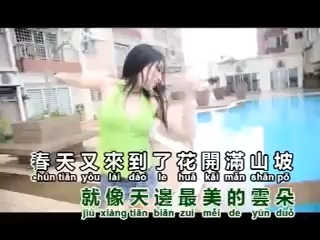 春天又來到了花開滿山坡
chūn tiān yòu lái dào le huā kāi mǎn shān pō
就像天邊最美的雲朵
jiù xiàng tiān biān zuì měi de yún duǒ